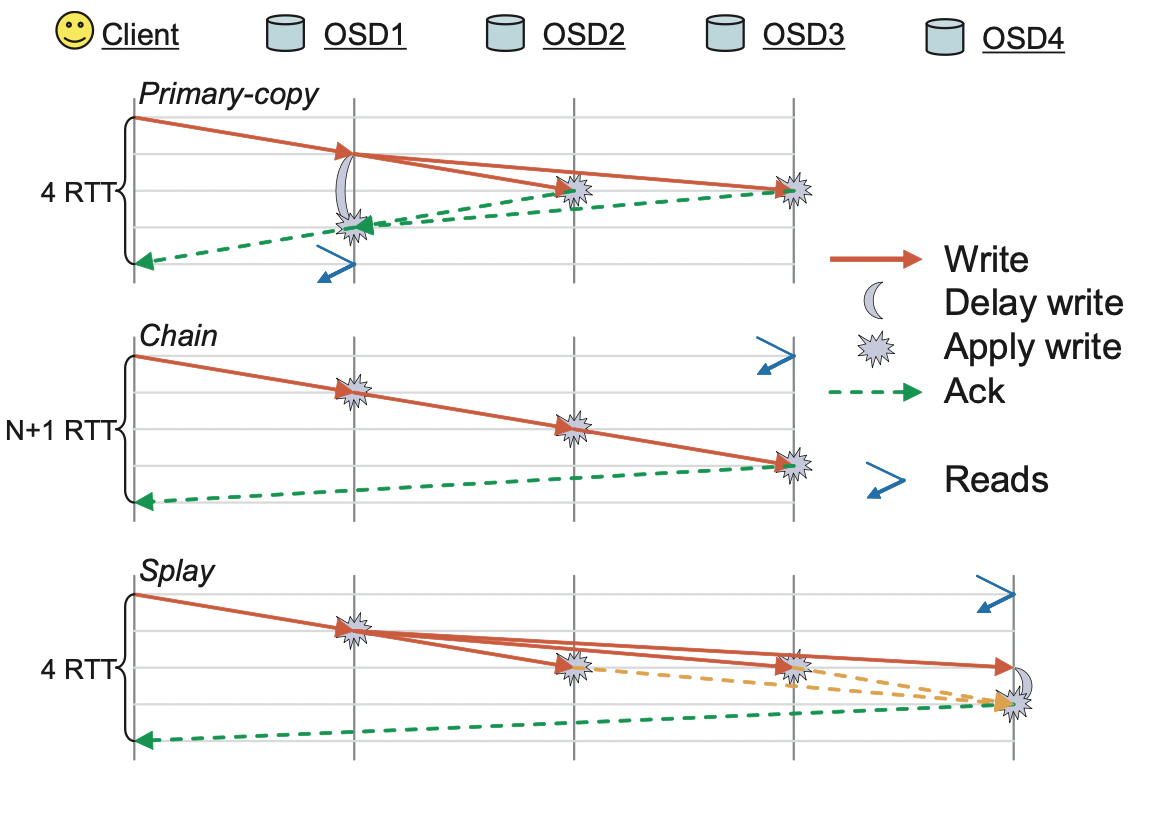 Client OSD1 OSD2 OSD3 OSD4
Primary-copy
4 RTT
Write
Delay write
Chain
Apply write
Ack
N+1 RTT
Reads
Splay
4 RTT